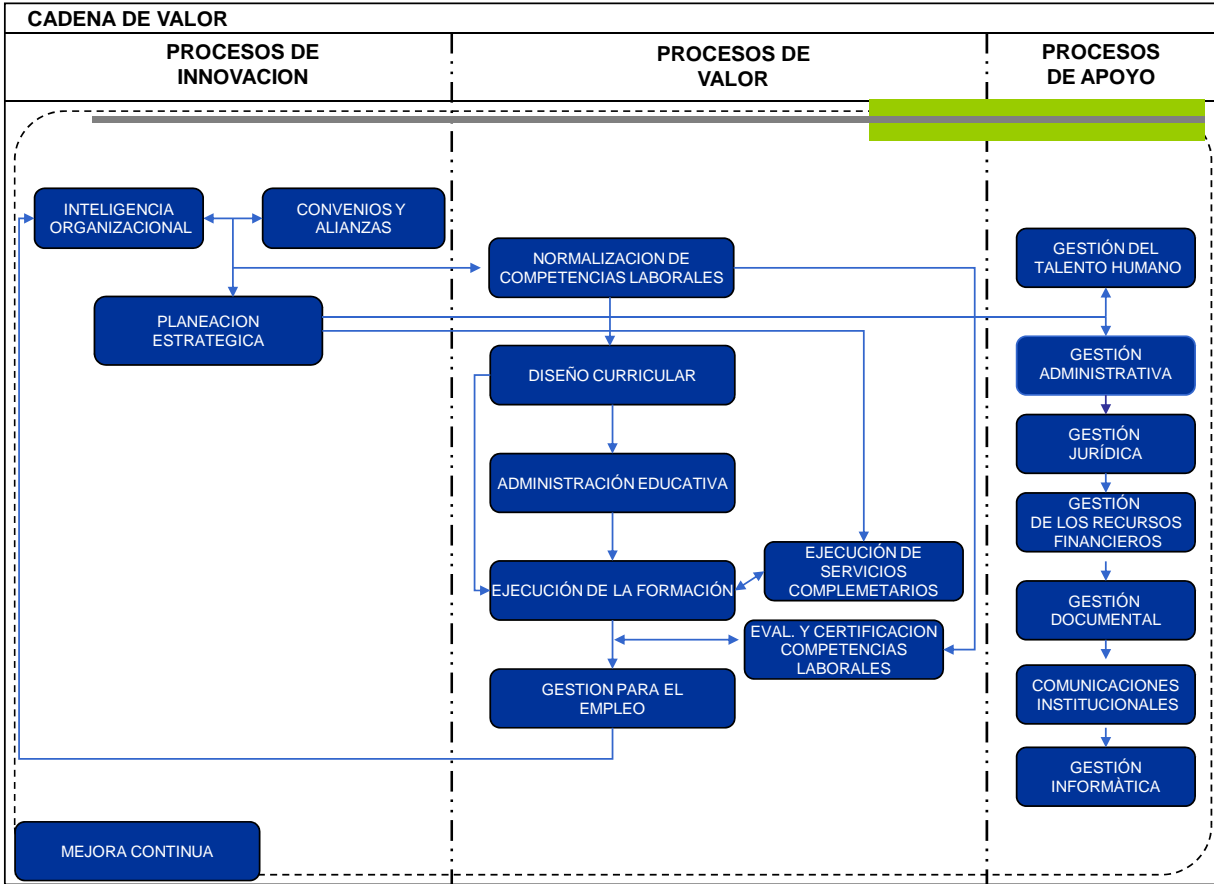 CADENA DE VALOR
PROCESOS DE
INNOVACION
PROCESOS DE
VALOR
PROCESOS
DE APOYO
INTELIGENCIA
ORGANIZACIONAL
CONVENIOS Y
ALIANZAS
PLANEACION
ESTRATEGICA
NORMALIZACION DE
COMPETENCIAS LABORALES
DISEÑO CURRICULAR
ADMINISTRACIÓN EDUCATIVA
EJECUCIÓN DE LA FORMACIÓN
EJECUCIÓN DE
SERVICIOS
COMPLEMETARIOS
EVAL. Y CERTIFICACION
COMPETENCIAS
LABORALES
GESTION PARA EL
EMPLEO
GESTIÓN DEL
TALENTO HUMANO
GESTIÓN
ADMINISTRATIVA
GESTIÓN
JURÍDICA
GESTIÓN
DE LOS RECURSOS
FINANCIEROS
GESTIÓN
DOCUMENTAL
COMUNICACIONES
INSTITUCIONALES
GESTIÓN
INFORMÀTICA
MEJORA CONTINUA